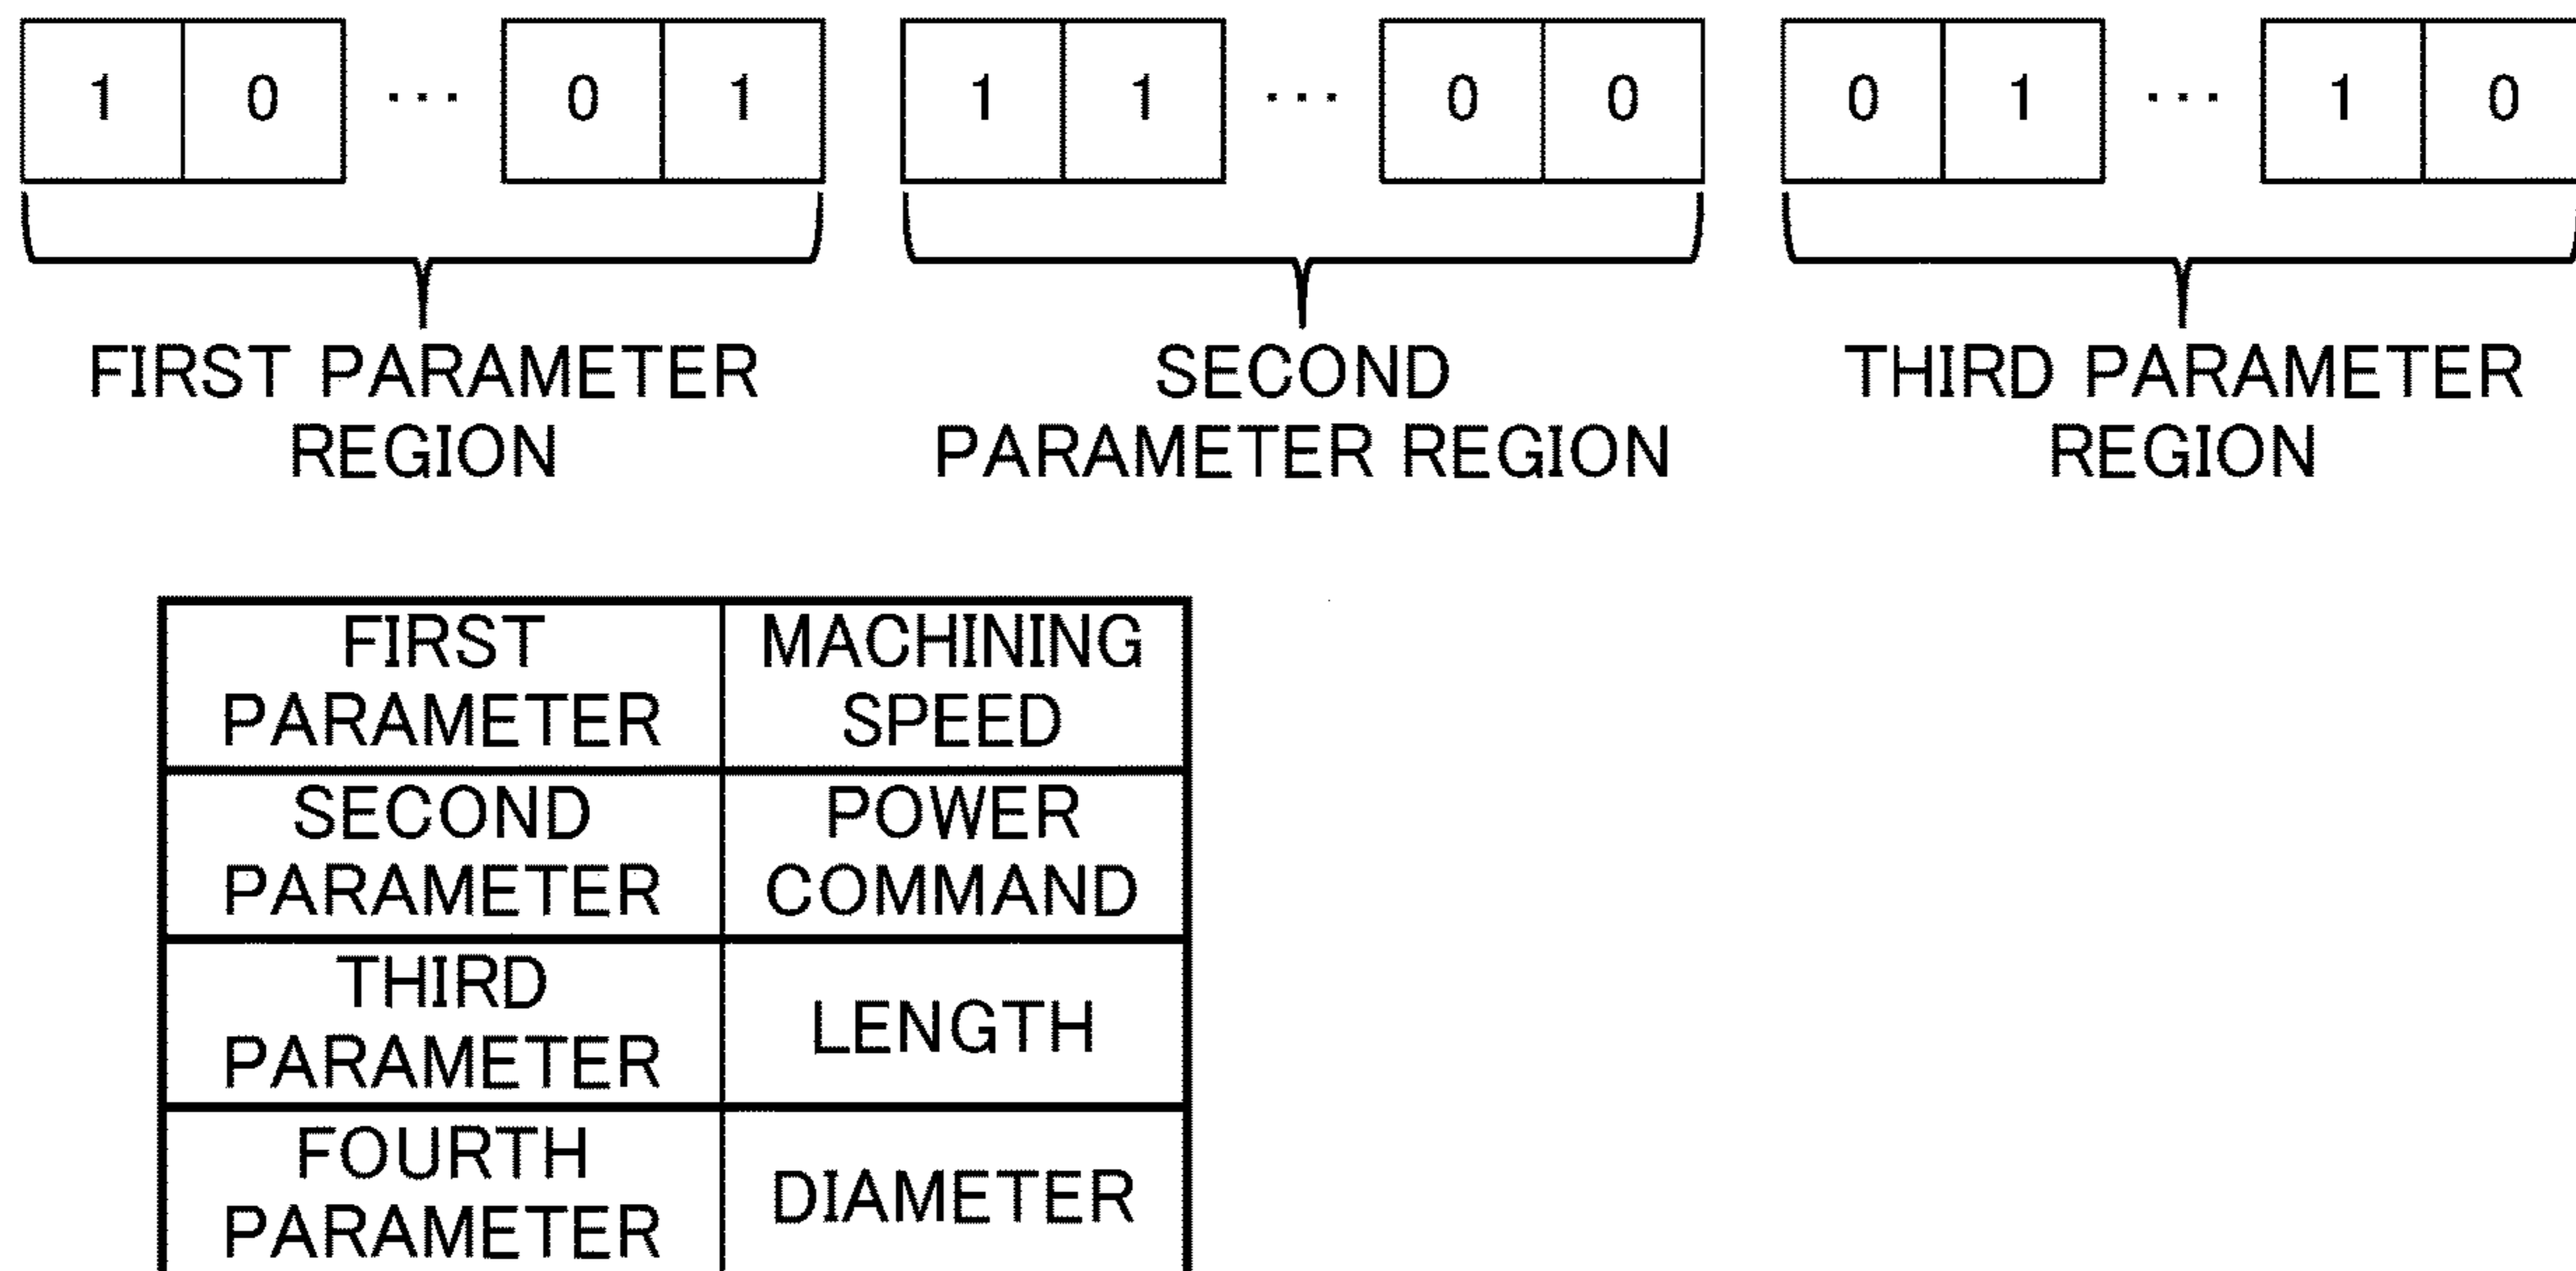 1 0 ··· 0 1 1 1 ··· 0 0 0 1 ··· 1 0
FIRST PARAMETER
REGION
SECOND
PARAMETER REGION
THIRD PARAMETER
REGION
FIRST
PARAMETER
MACHINING
SPEED
SECOND
PARAMETER
POWER
COMMAND
THIRD
PARAMETER
LENGTH
FOURTH
PARAMETER
DIAMETER